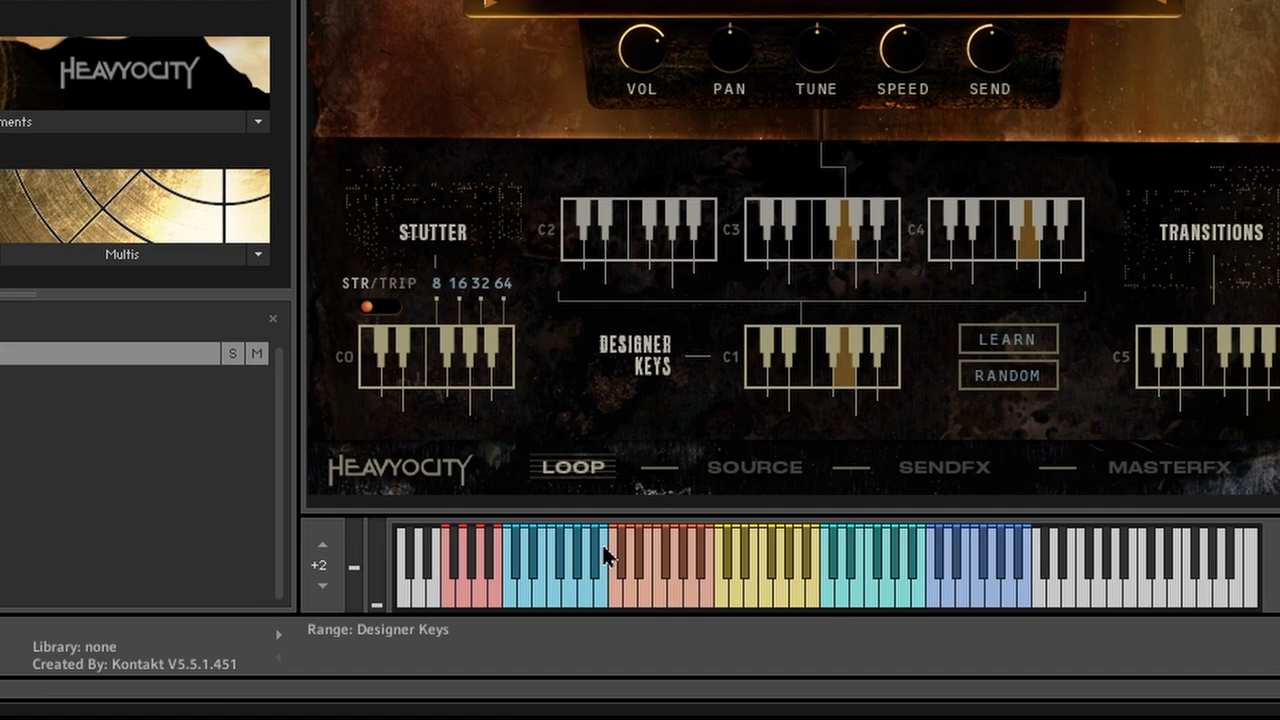 HEAVYOCITY
ments
Multis
S M
Library: none
Created By: Kontakt V5.5.1.451
VOL PAN TUNE SPEED SEND
STUTTER
C2 C3 C4
TRANSITIONS
STR/TRIP 8 16 32 64
C0
DESIGNER
KEYS
C1
LEARN
RANDOM
C5
HEAVYOCITY LOOP SOURCE SENDFX MASTERFX
+2
Range: Designer Keys